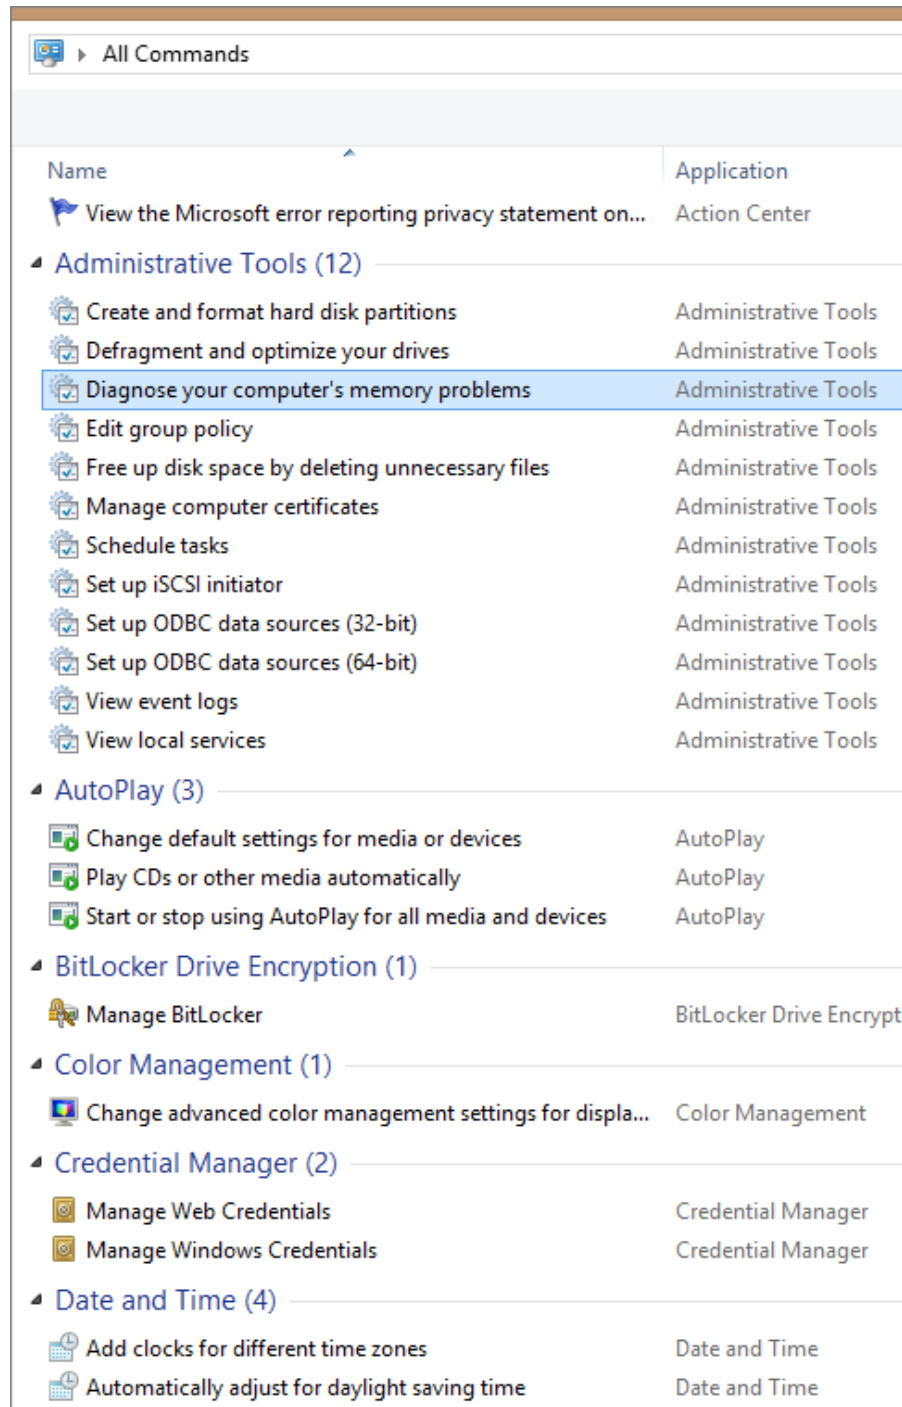 All Commands
Name Application
View the Microsoft error reporting privacy statement on... Action Center
Administrative Tools (12)
Create and format hard disk partitions Administrative Tools
Defragment and optimize your drives Administrative Tools
Diagnose your computer's memory problems Administrative Tools
Edit group policy Administrative Tools
Free up disk space by deleting unnecessary files Administrative Tools
Manage computer certificates Administrative Tools
Schedule tasks Administrative Tools
Set up iSCSI initiator Administrative Tools
Set up ODBC data sources (32-bit) Administrative Tools
Set up ODBC data sources (64-bit) Administrative Tools
View event logs Administrative Tools
View local services Administrative Tools
AutoPlay (3)
Change default settings for media or devices AutoPlay
Play CDs or other media automatically AutoPlay
Start or stop using AutoPlay for all media and devices AutoPlay
BitLocker Drive Encryption (1)
Manage BitLocker BitLocker Drive Encrypt
Color Management (1)
Change advanced color management settings for displa... Color Management
Credential Manager (2)
Manage Web Credentials Credential Manager
Manage Windows Credentials Credential Manager
Date and Time (4)
Add clocks for different time zones Date and Time
Automatically adjust for daylight saving time Date and Time